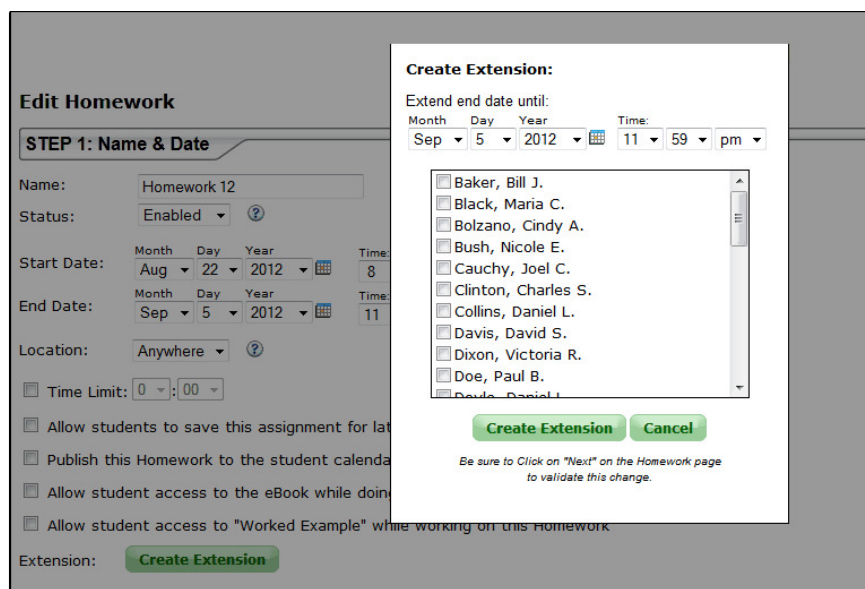 Edit Homework
STEP 1: Name & Date
Name: Homework 12
Status: Enabled ?
Month Day Year Time:
Start Date: Aug 22 2012 8
Month Day Year Time:
End Date: Sep 5 2012 11
Location: Anywhere ?
Time Limit: 0 : 00
Allow students to save this assignment for
Publish this Homework to the student
Allow student access to the eBook while
Allow student access to "Worked Example" while working on this Homework
Extension: Create Extension
Create Extension:
Extend end date until:
Month Day Year Time:
Sep 5 2012 11 59 pm
Baker, Bill J.
Black, Maria C.
Bolzano, Cindy A.
Bush, Nicole E.
Cauchy, Joel C.
Clinton, Charles S.
Collins, Daniel L.
Davis, David S.
Dixon, Victoria R.
Doe, Paul B.
Create Extension Cancel
Be sure to Click on "Next" on the Homework page
to validate this change.